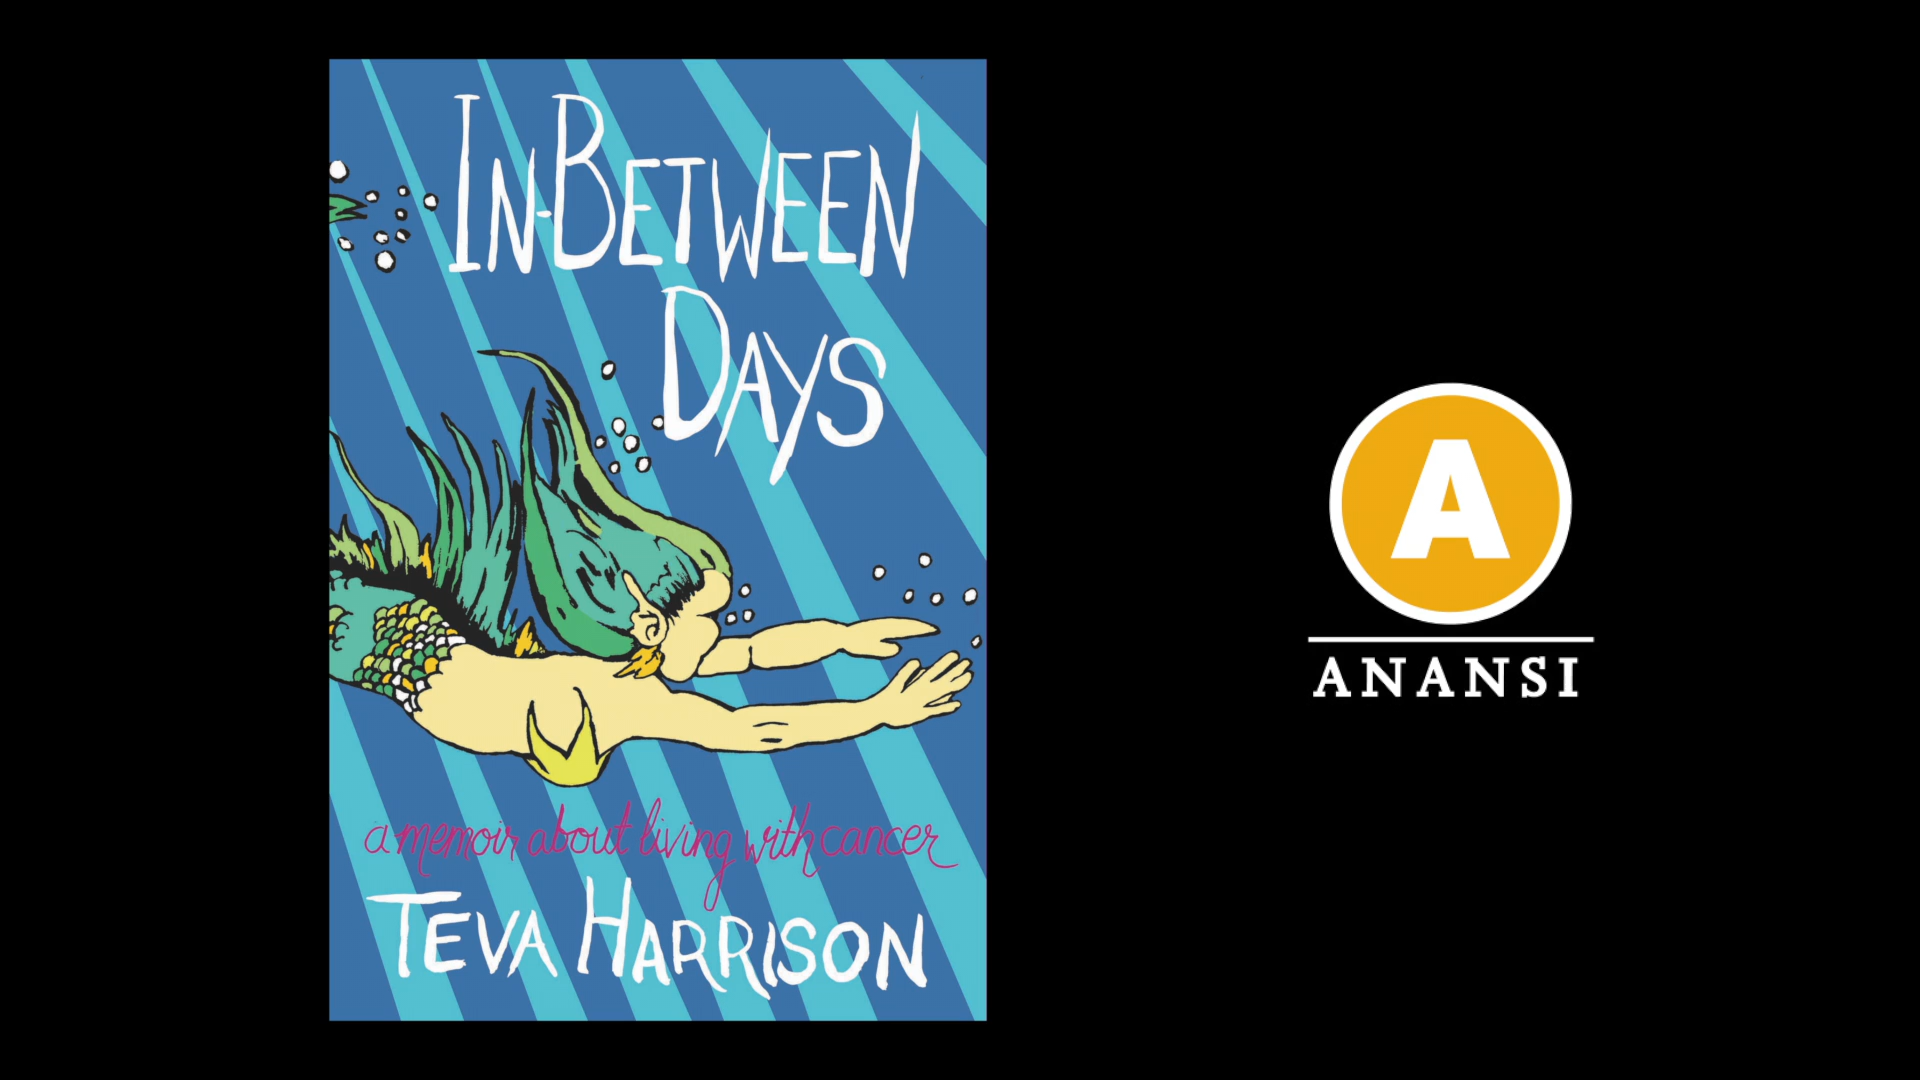 IN-BETWEEN
DAYS
a memoir about living with cancer
TEVA HARRISON
A
ANANSI